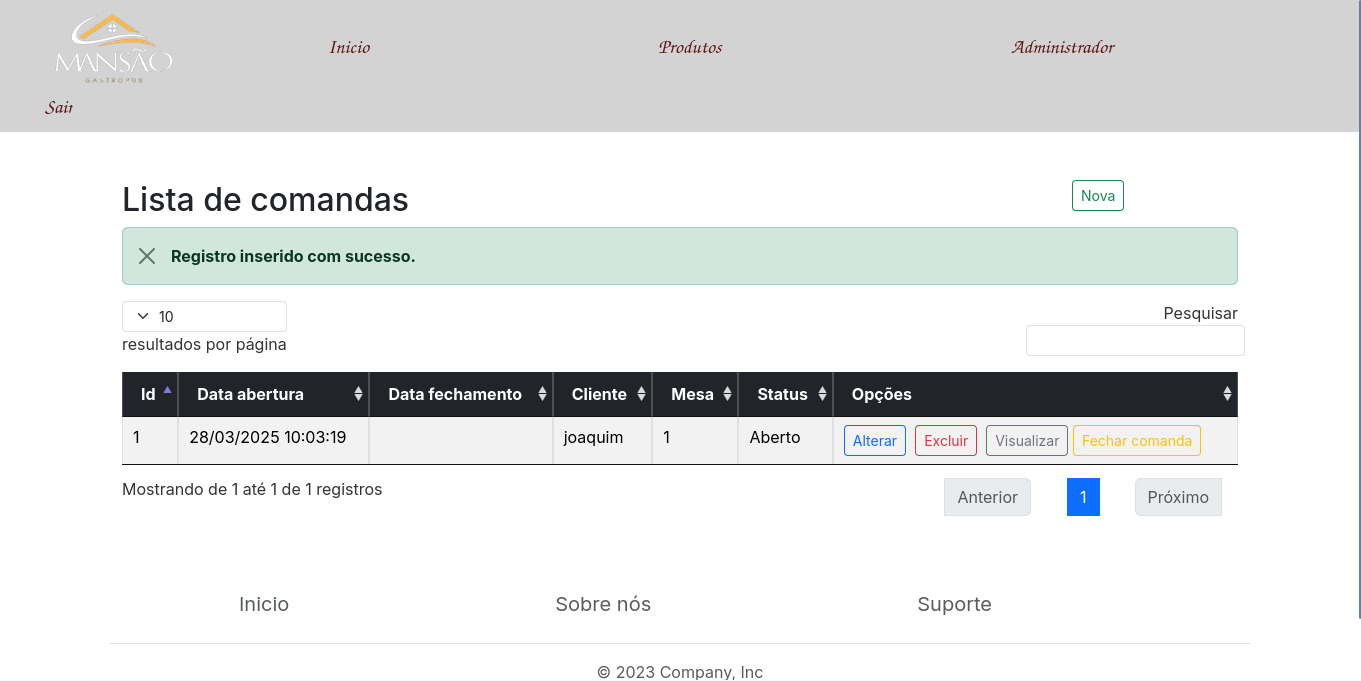 MANSÃO
GASTROPUB
Inicio
Produtos
Administrador
Sair
Lista de comandas
Nova
Registro inserido com sucesso.
10
resultados por página
Pesquisar
Id Data abertura Data fechamento Cliente Mesa Status Opções
1 28/03/2025 10:03:19 joaquim 1 Aberto Alterar Excluir Visualizar Fechar comanda
Mostrando de 1 até 1 de 1 registros
Anterior 1 Próximo
Inicio Sobre nós Suporte
© 2023 Company, Inc